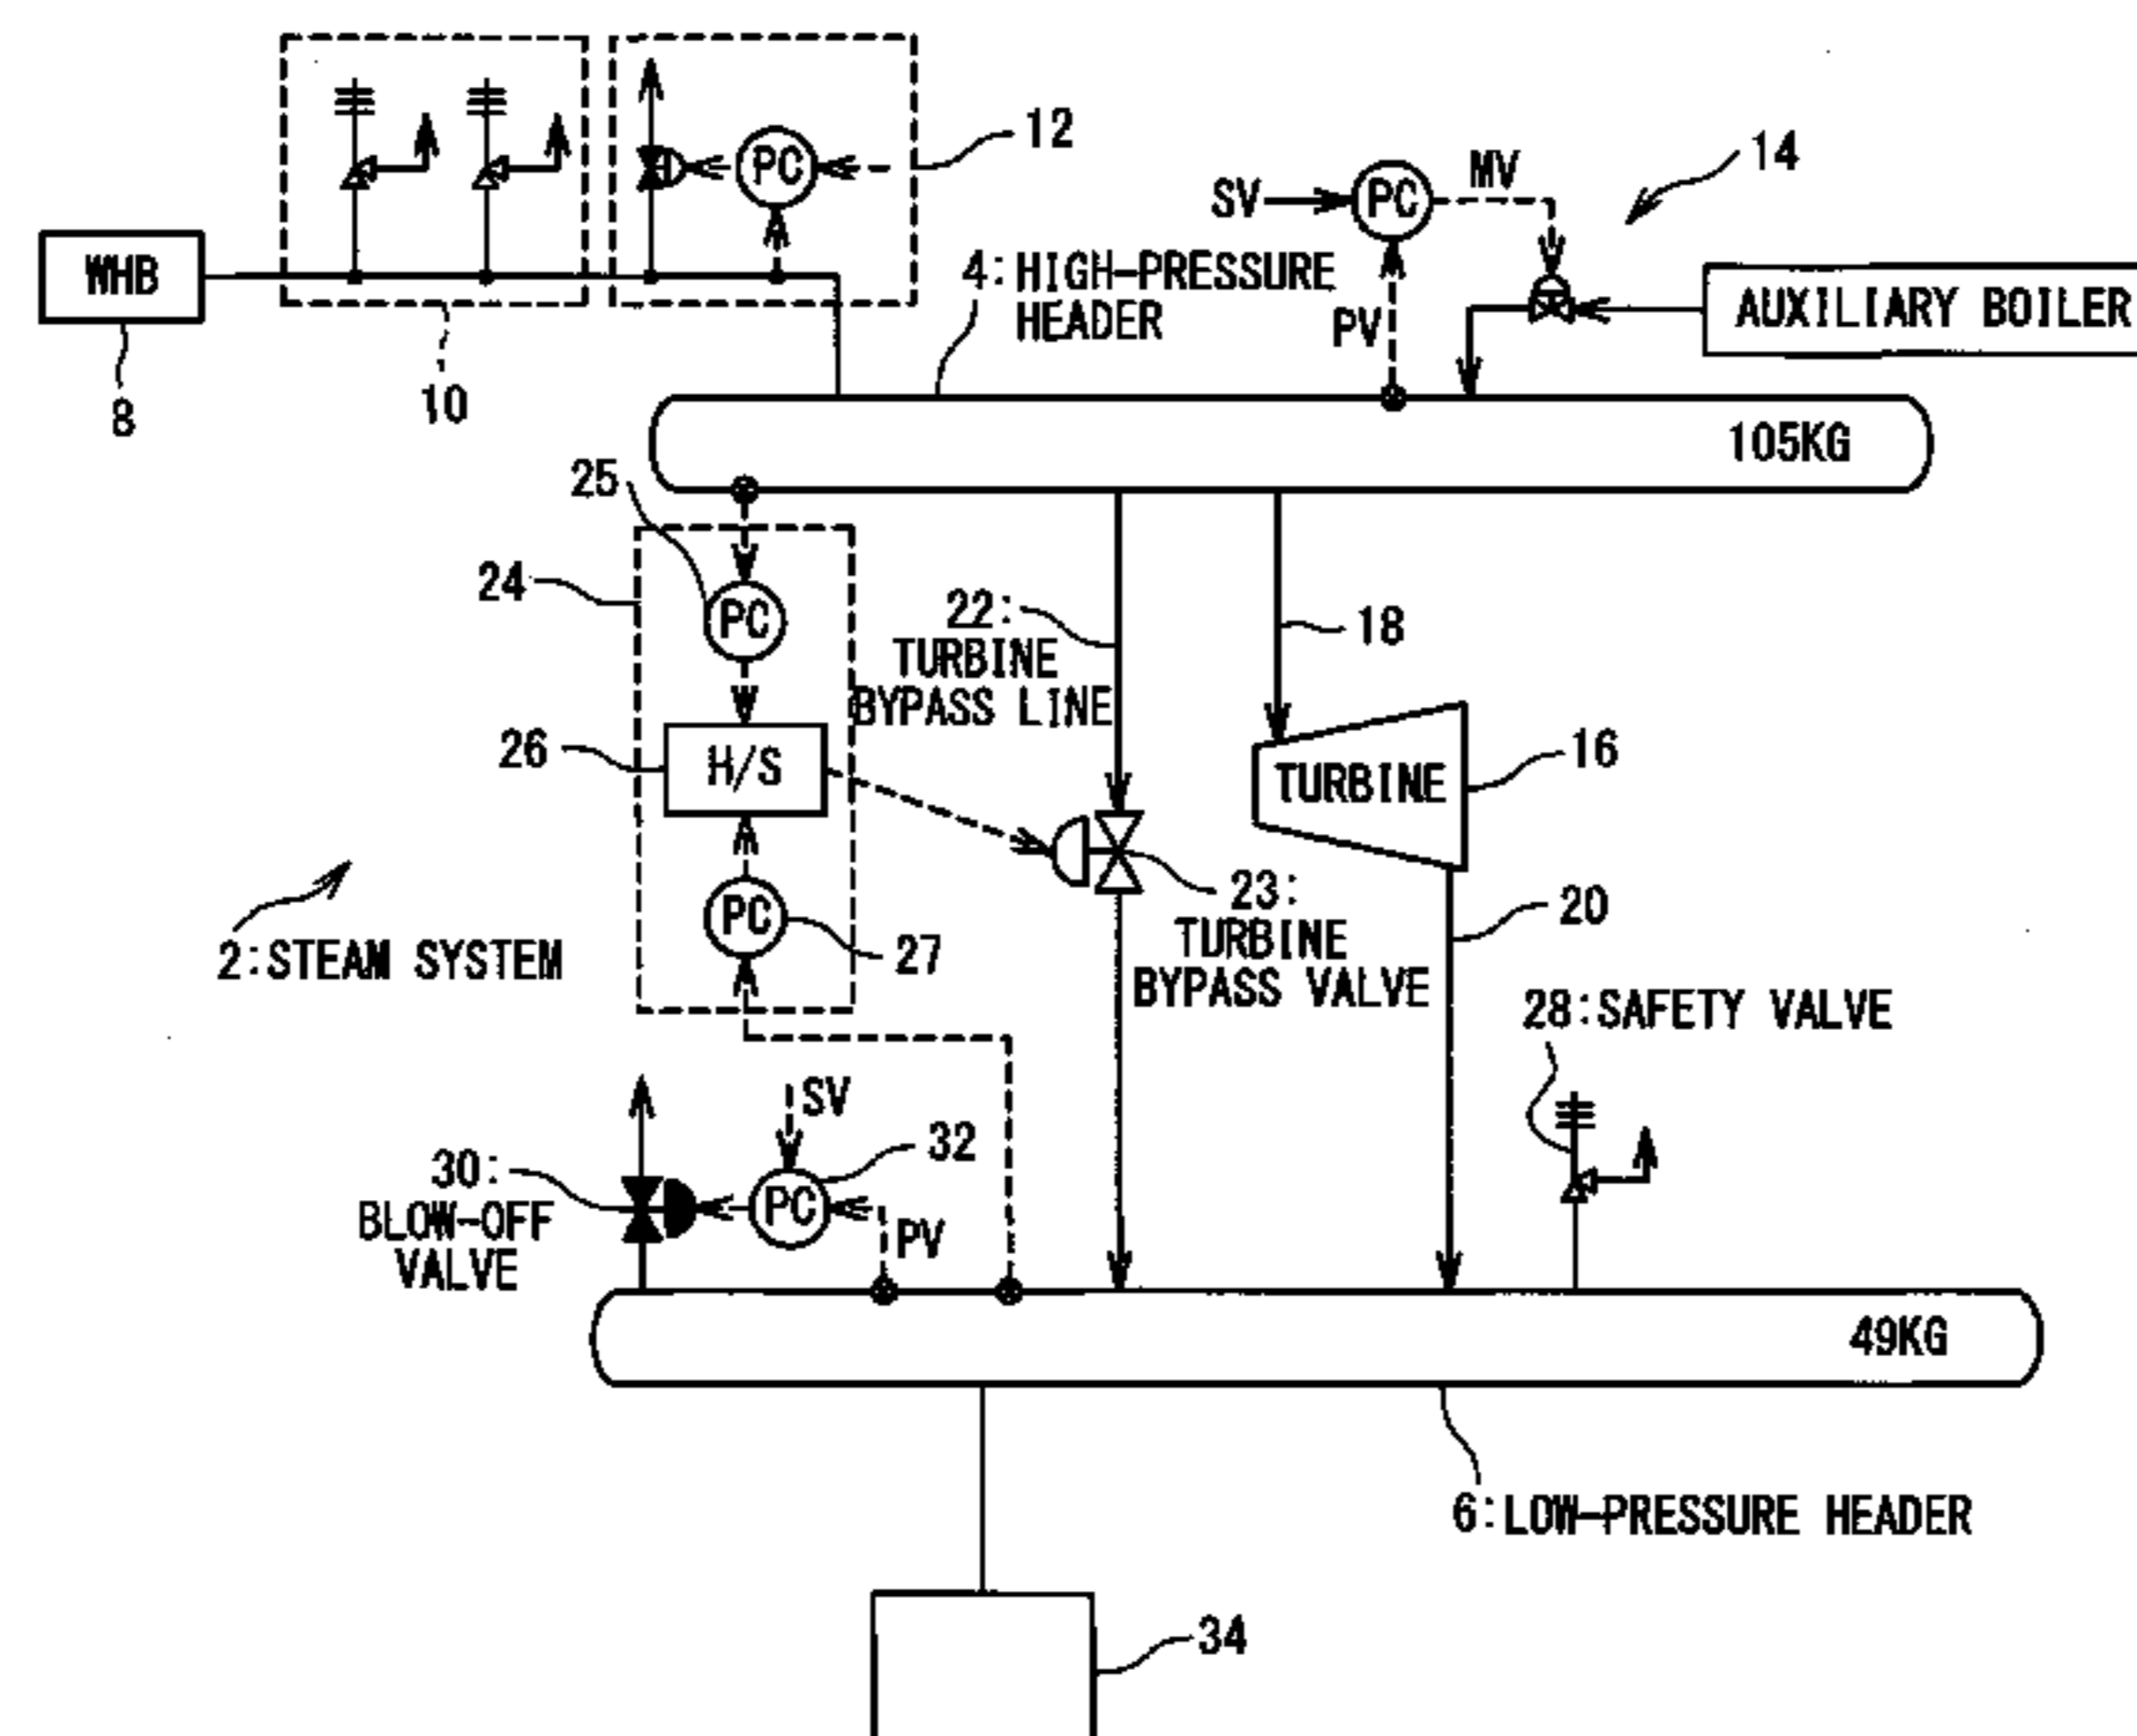 12
14
SV
PC
MV
PC
WHB
4:HIGH-PRESSURE
HEADER
PV
AUXILIARY BOILER
8
10
105KG
25
24
PC
22:
TURBINE
BYPASS LINE
18
26
H/S
TURBINE
16
23:
TURBINE
BYPASS VALVE
20
PC
27
2:STEAM SYSTEM
28:SAFETY VALVE
SV
32
30:
BLOW-OFF
VALVE
PC
PV
49KG
6:LOW-PRESSURE HEADER
34